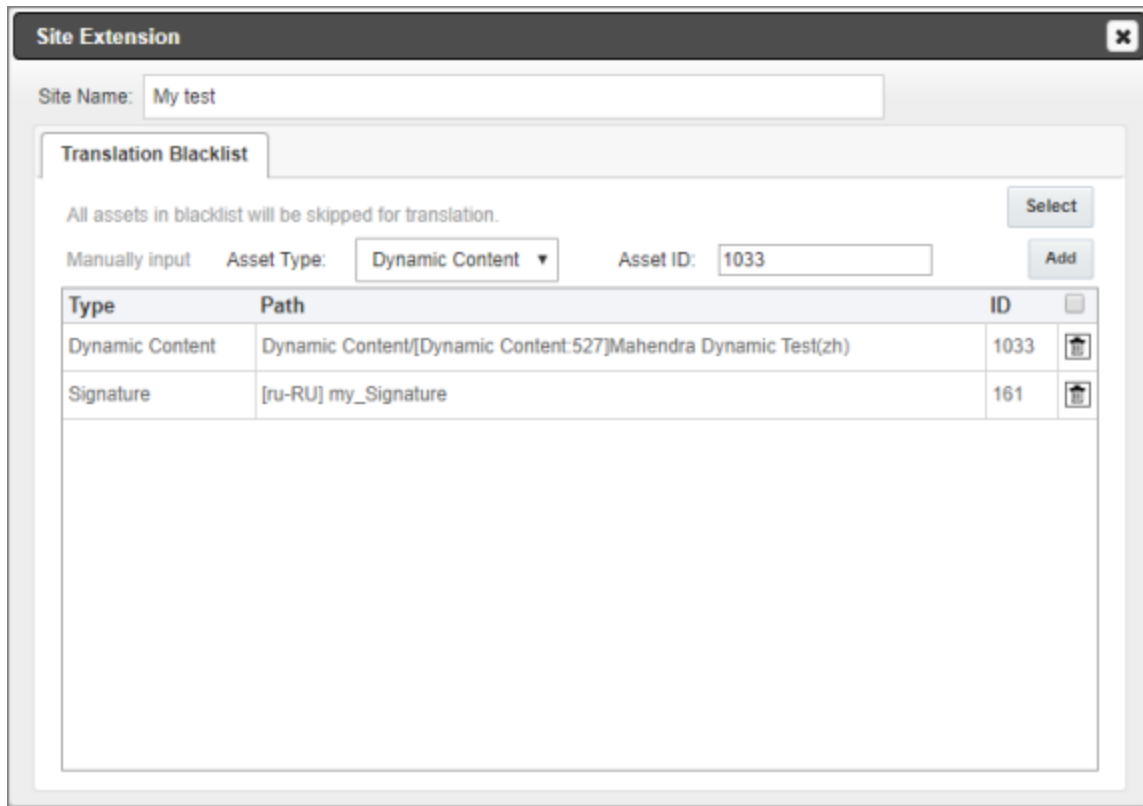 Site Extension
Site Name: My test
Translation Blacklist
All assets in blacklist will be skipped for translation.
Select
Manually input Asset Type: Dynamic Content Asset ID: 1033 Add
Type Path ID
Dynamic Content Dynamic Content/[Dynamic Content:527]Mahendra Dynamic Test(zh) 1033
Signature [ru-RU] my_Signature 161